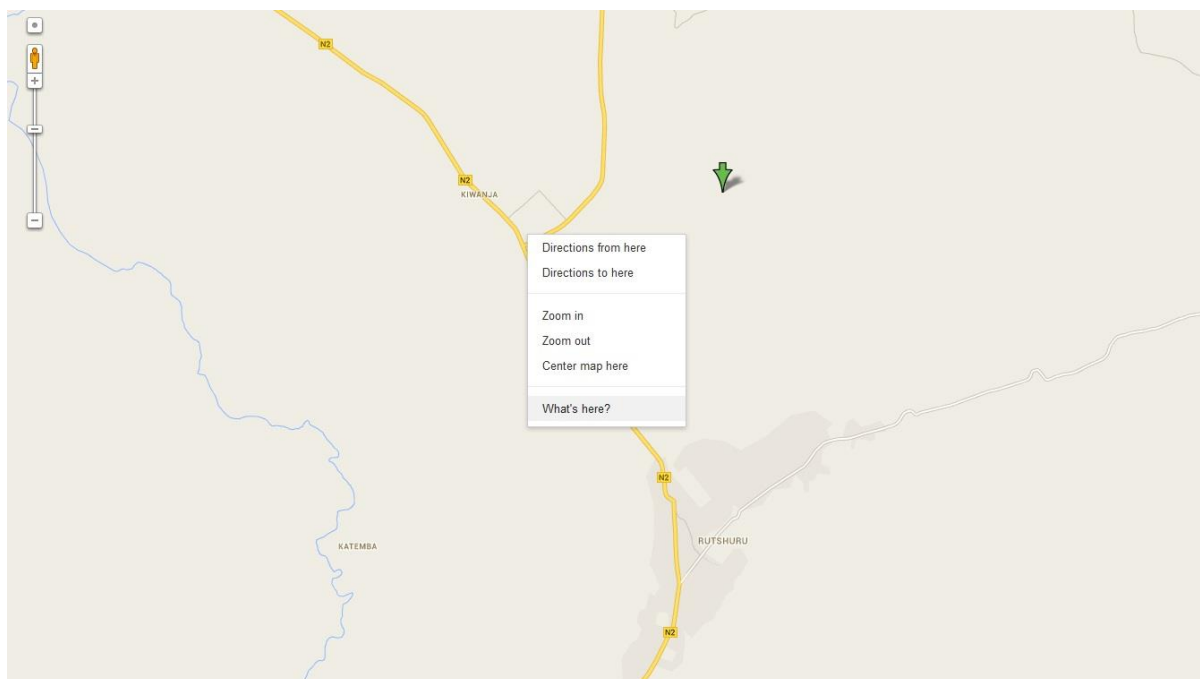 N2
N2
KIWANJA
Directions from here
Directions to here
Zoom in
Zoom out
Center map here
What's here?
N2
RUTSHURU
KATEMBA
N2